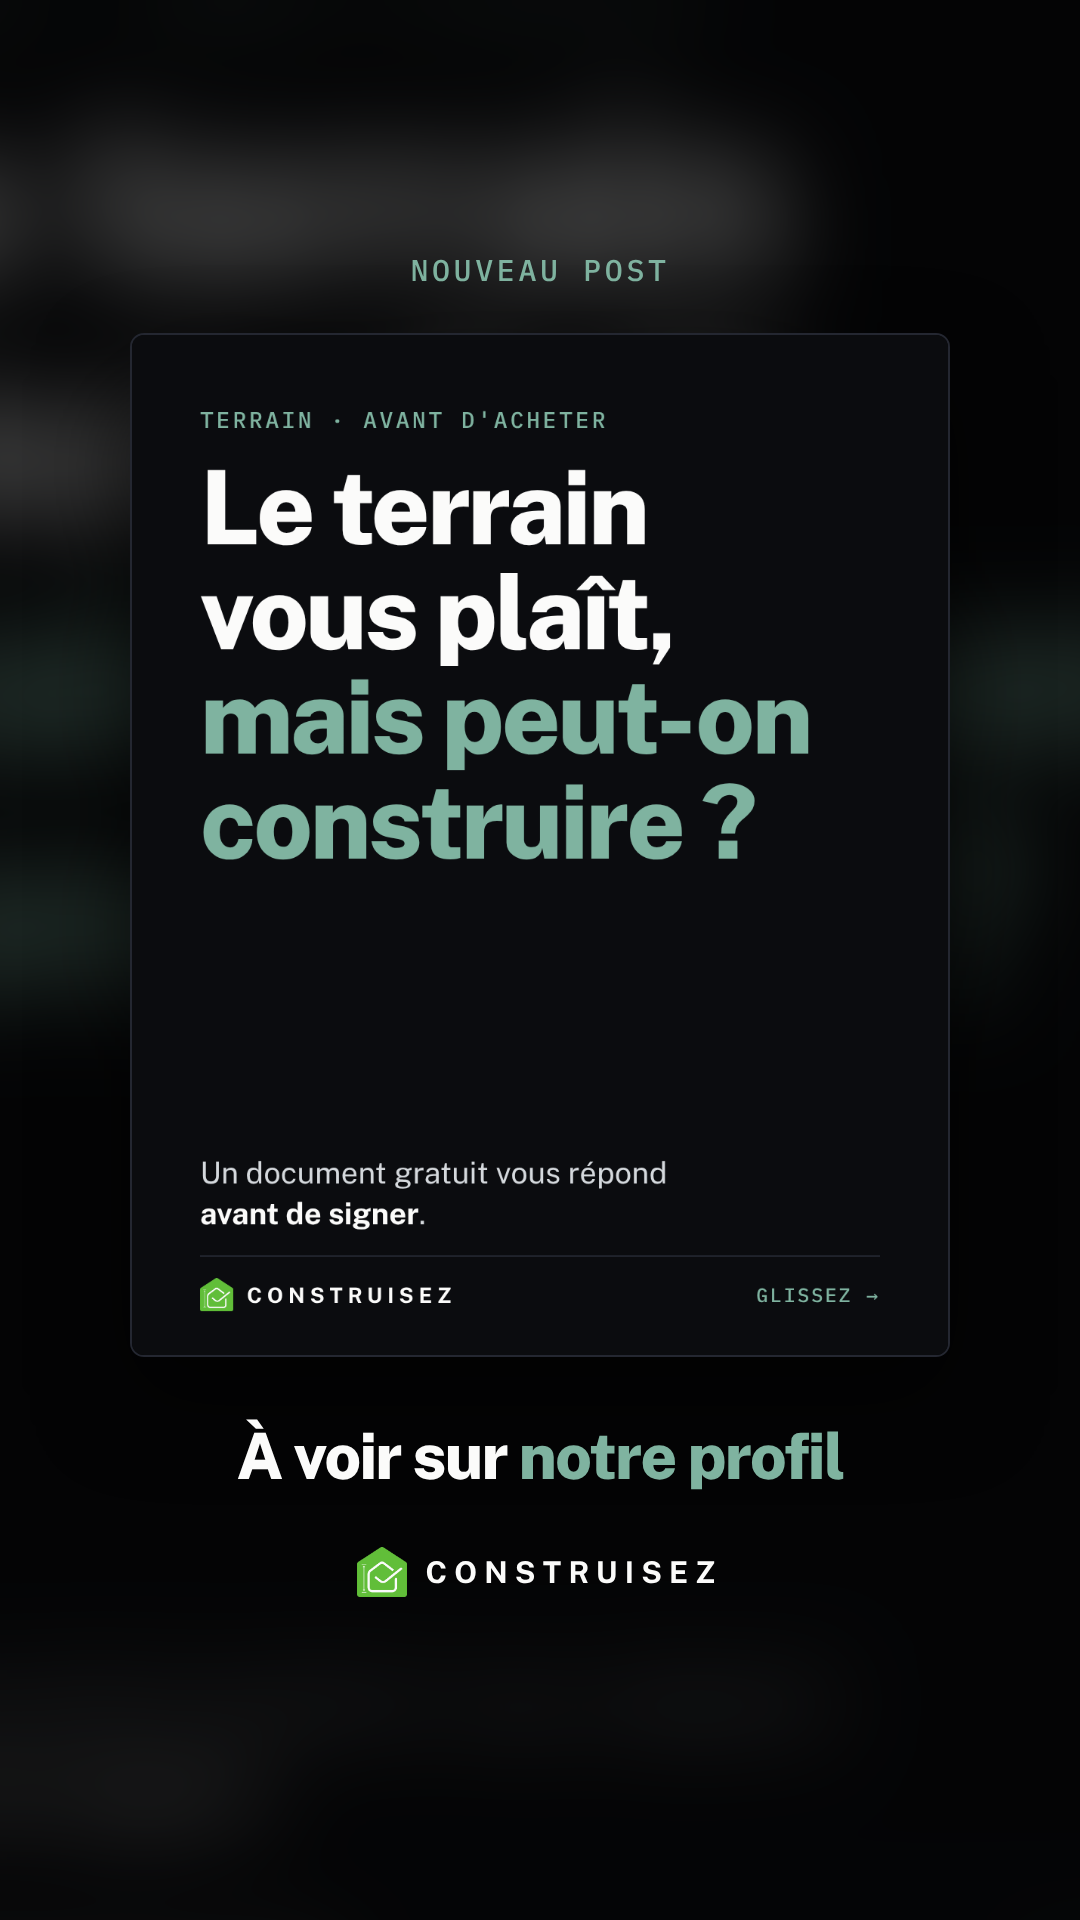 NOUVEAU POST
TERRAIN · AVANT D'ACHETER
Le terrain
vous plaît,
mais peut-on
construire ?
Un document gratuit vous répond
avant de signer.
CONSTRUISEZ
GLISSEZ →
À voir sur notre profil
CONSTRUISEZ